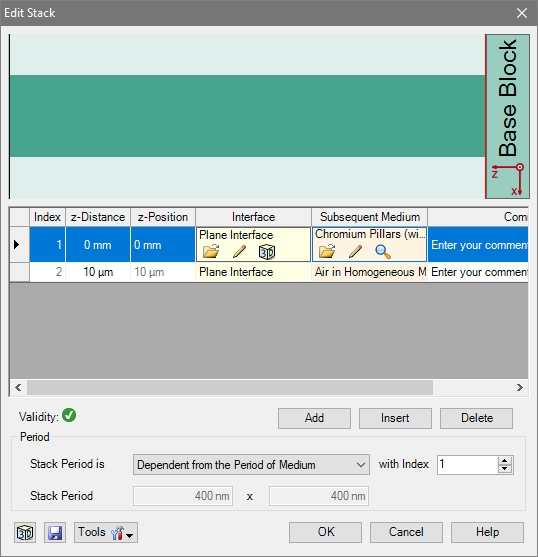 Edit Stack
Base Block
Z
X
Index z-Distance z-Position Interface Subsequent Medium Com
1 0 mm 0 mm Plane Interface Chromium Pillars (wi... Enter your comment
3D
2 10 µm 10 µm Plane Interface Air in Homogeneous M Enter your comment
Validity:
Add Insert Delete
Period
Stack Period is Dependent from the Period of Medium with Index 1
Stack Period 400 nm x 400 nm
3D Tools OK Cancel Help